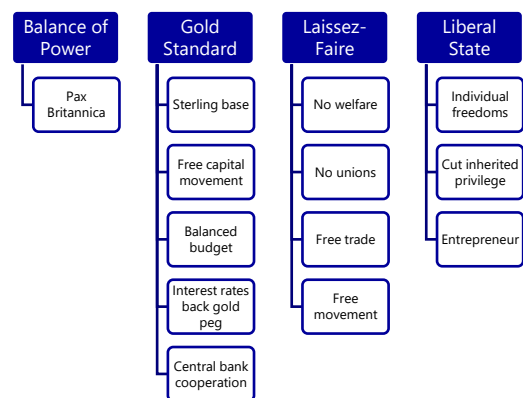 Balance of
Power
Pax
Britannica
Gold
Standard
Sterling base
Free capital
movement
Balanced
budget
Interest rates
back gold
peg
Central bank
cooperation
Laissez-
Faire
No welfare
No unions
Free trade
Free
movement
Liberal
State
Individual
freedoms
Cut inherited
privilege
Entrepreneur